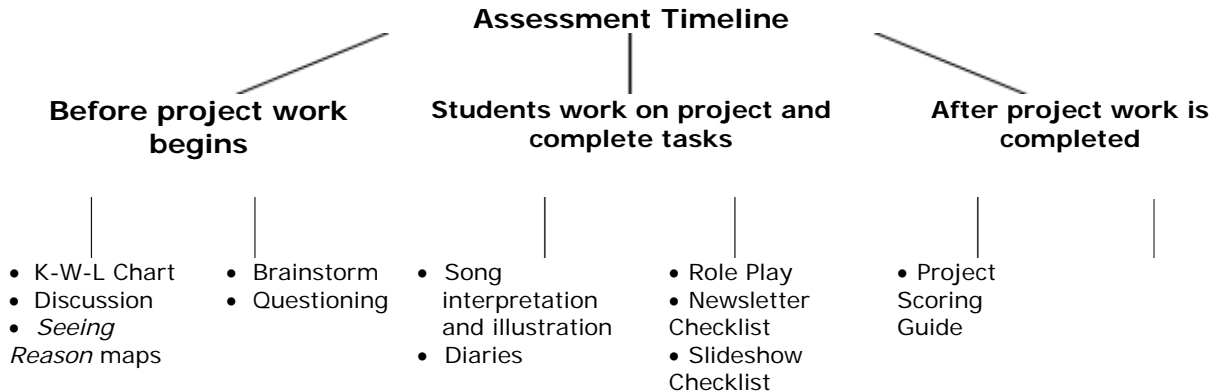 Assessment Timeline
Before project work
begins
Students work on project and
complete tasks
After project work is
completed
• K-W-L Chart
• Discussion
• Seeing
Reason maps
• Brainstorm
• Questioning
• Song
interpretation
and illustration
• Diaries
• Role Play
• Newsletter
Checklist
• Slideshow
Checklist
• Project
Scoring
Guide